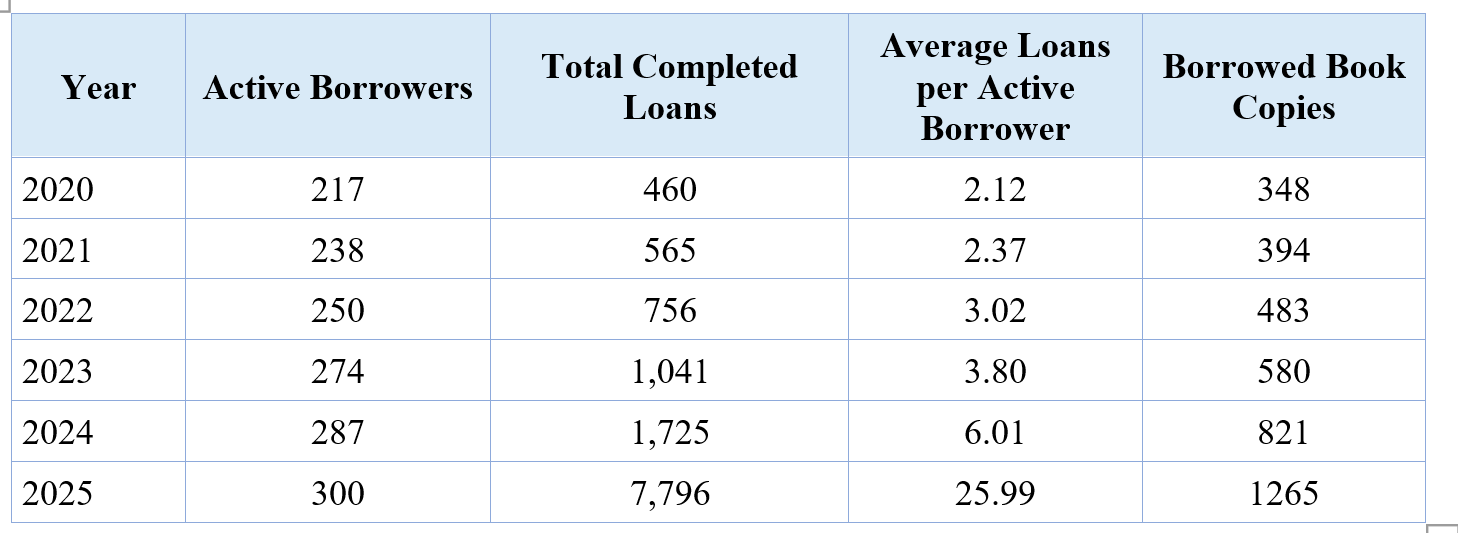 Year Active Borrowers Total Completed Loans Average Loans per Active Borrower Borrowed Book Copies
2020 217 460 2.12 348
2021 238 565 2.37 394
2022 250 756 3.02 483
2023 274 1,041 3.80 580
2024 287 1,725 6.01 821
2025 300 7,796 25.99 1265